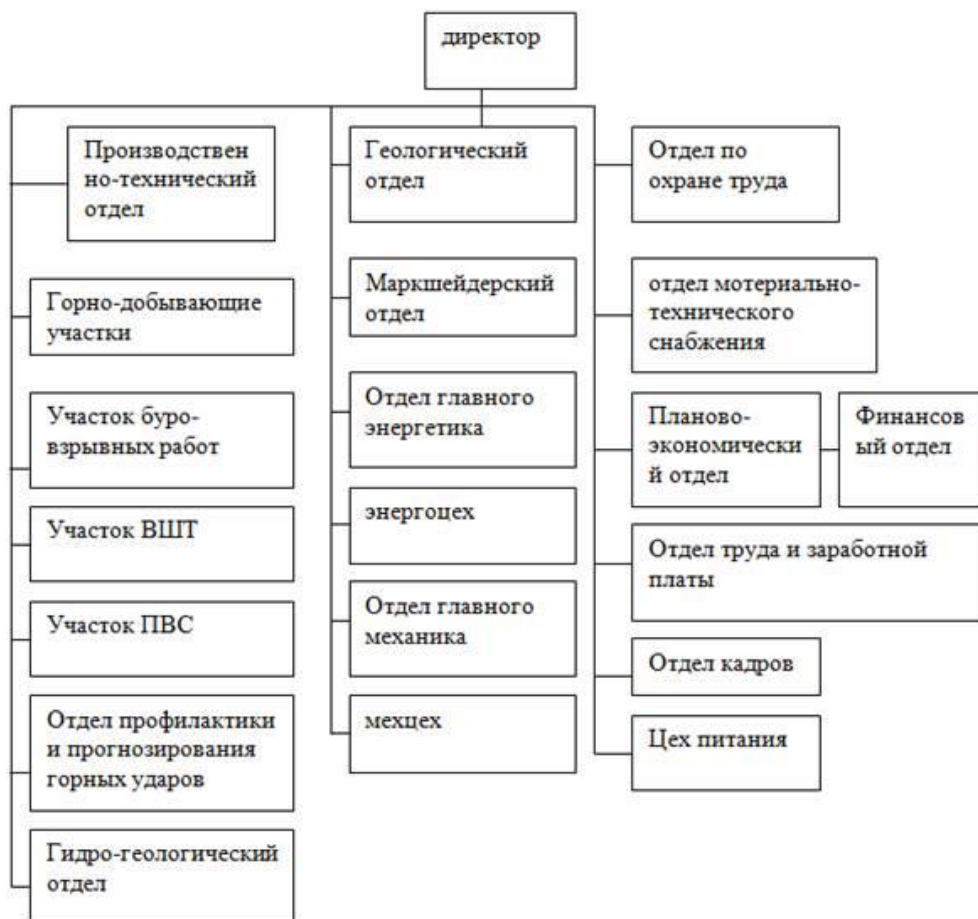 директор
Производствен
но-технический
отдел
Горно-добывающие
участки
Участок буро-
взрывных работ
Участок ВШТ
Участок ПВС
Отдел профилактики
и прогнозирования
горных ударов
Гидро-геологический
отдел
Геологический
отдел
Маркшейдерский
отдел
Отдел главного
энергетика
энергоцех
Отдел главного
механика
мехцех
Отдел по
охране труда
отдел мотериально-
технического
снабжения
Планово-
экономически
й отдел
Финансов
ый отдел
Отдел труда и заработной
платы
Отдел кадров
Цех питания